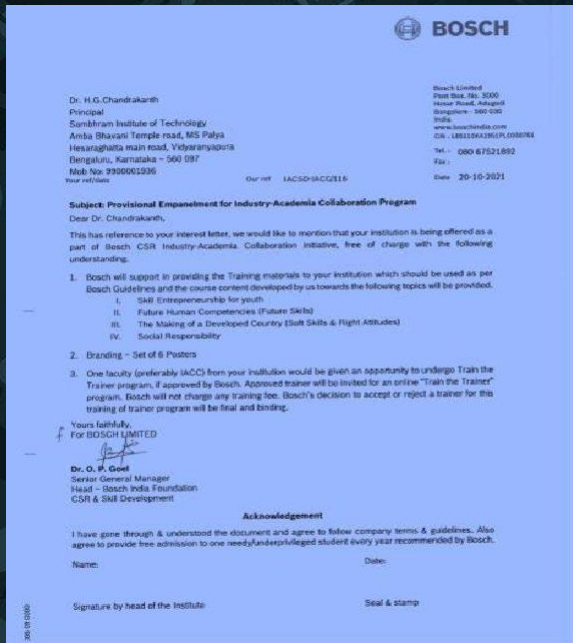 BOSCH
Dr. H.G.Chandrakanth
Principal
Sambhram Institute of Technology
Amba Bhavani Temple road, MS Palya
Hesaraghatta main road, Vidyaranyapura
Bengaluru, Karnataka – 560 097
Mob No: 9900001936
Bosch Limited
Post Box. No. 3000
Hosur Road, Adugodi
Bangalore - 560 030
India.
www.boschindia.com
Tel.: 080 67521892
Fax :
Your ref/date
Our ref IACSD-IACC/116
Date 20-10-2021
Subject: Provisional Empanelment for Industry-Academia Collaboration Program
Dear Dr. Chandrakanth,
This has reference to your interest letter, we would like to mention that your institution is being offered as a
part of Bosch CSR Industry-Academia Collaboration initiative, free of charge with the following
understanding.
1. Bosch will support in providing the Training materials to your institution which should be used as per
Bosch Guidelines and the course content developed by us towards the following topics will be provided.
I. Skill Entrepreneurship for youth
II. Future Human Competencies (Future Skills)
III. The Making of a Developed Country (Soft Skills & Right Attitudes)
IV. Social Responsibility
2. Branding – Set of 6 Posters
3. One faculty (preferably IACC) from your institution would be given an opportunity to undergo Train the
Trainer program, if approved by Bosch. Approved trainer will be invited for an online "Train the Trainer"
program. Bosch will not charge any training fee. Bosch's decision to accept or reject a trainer for this
training of trainer program will be final and binding.
Yours faithfully,
For BOSCH LIMITED
Dr. O. P. Goel
Senior General Manager
Head – Bosch India Foundation
CSR & Skill Development
Acknowledgement
I have gone through & understood the document and agree to follow company terms & guidelines. Also
agree to provide free admission to one needy/underprivileged student every year recommended by Bosch.
Name:
Date:
Signature by head of the Institute
Seal & stamp